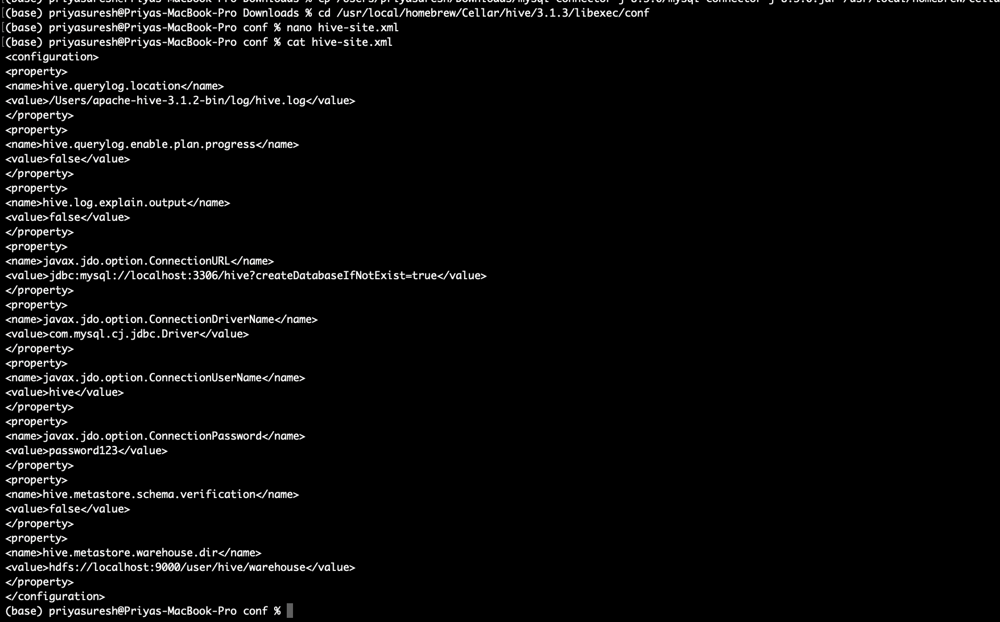 (base) priyasuresh@Priyas-MacBook-Pro Downloads % cp /Users/priyasuresh/Downloads/mysql-connector-j-8.3.0/mysql-connector-j-8.3.0.jar /usr/local/homebrew/Cella
[(base) priyasuresh@Priyas-MacBook-Pro Downloads % cd /usr/local/homebrew/Cellar/hive/3.1.3/libexec/conf
[(base) priyasuresh@Priyas-MacBook-Pro conf % nano hive-site.xml
[(base) priyasuresh@Priyas-MacBook-Pro conf % cat hive-site.xml
<configuration>
<property>
<name>hive.querylog.location</name>
<value>/Users/apache-hive-3.1.2-bin/log/hive.log</value>
</property>
<property>
<name>hive.querylog.enable.plan.progress</name>
<value>false</value>
</property>
<property>
<name>hive.log.explain.output</name>
<value>false</value>
</property>
<property>
<name>javax.jdo.option.ConnectionURL</name>
<value>jdbc:mysql://localhost:3306/hive?createDatabaseIfNotExist=true</value>
</property>
<property>
<name>javax.jdo.option.ConnectionDriverName</name>
<value>com.mysql.cj.jdbc.Driver</value>
</property>
<property>
<name>javax.jdo.option.ConnectionUserName</name>
<value>hive</value>
</property>
<property>
<name>javax.jdo.option.ConnectionPassword</name>
<value>password123</value>
</property>
<property>
<name>hive.metastore.schema.verification</name>
<value>false</value>
</property>
<property>
<name>hive.metastore.warehouse.dir</name>
<value>hdfs://localhost:9000/user/hive/warehouse</value>
</property>
</configuration>
(base) priyasuresh@Priyas-MacBook-Pro conf %